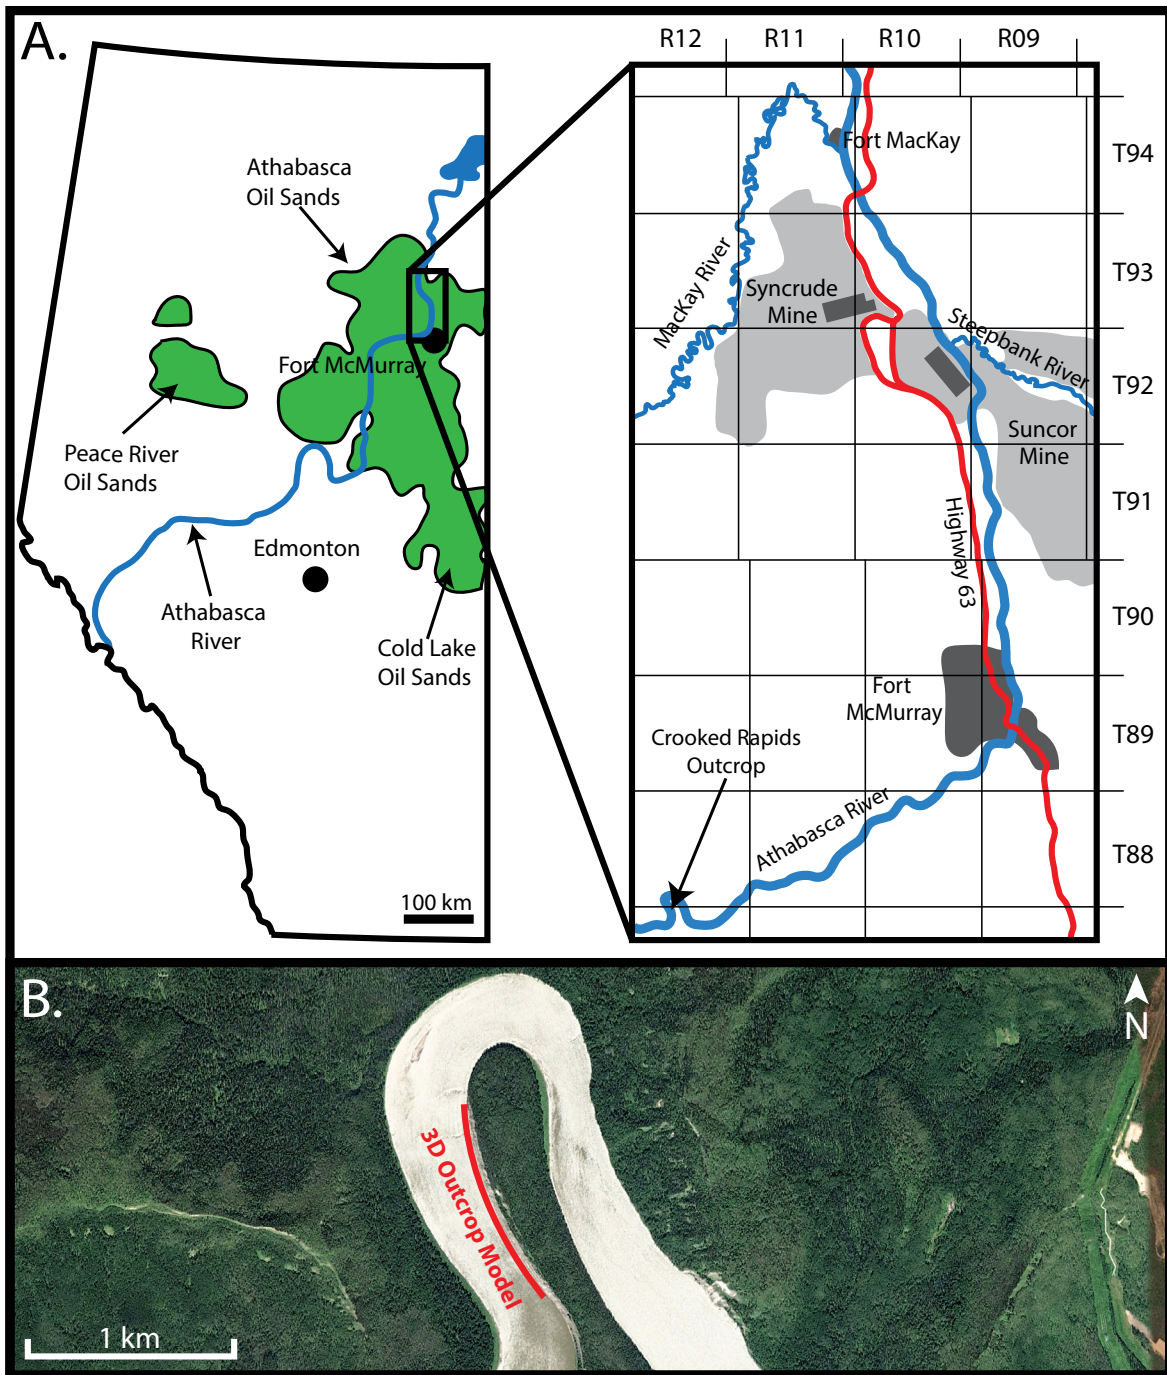 A.
R12
R11
R10
R09
T94
T93
T92
T91
T90
T89
T88
Athabasca
Oil Sands
Fort McMurray
Peace River
Oil Sands
Edmonton
Athabasca
River
Cold Lake
Oil Sands
100 km
Fort MacKay
MacKay River
Syncrude
Mine
Steepbank River
Suncor
Mine
Highway 63
Fort
McMurray
Crooked Rapids
Outcrop
Athabasca River
B.
N
3D Outcrop Model
1 km